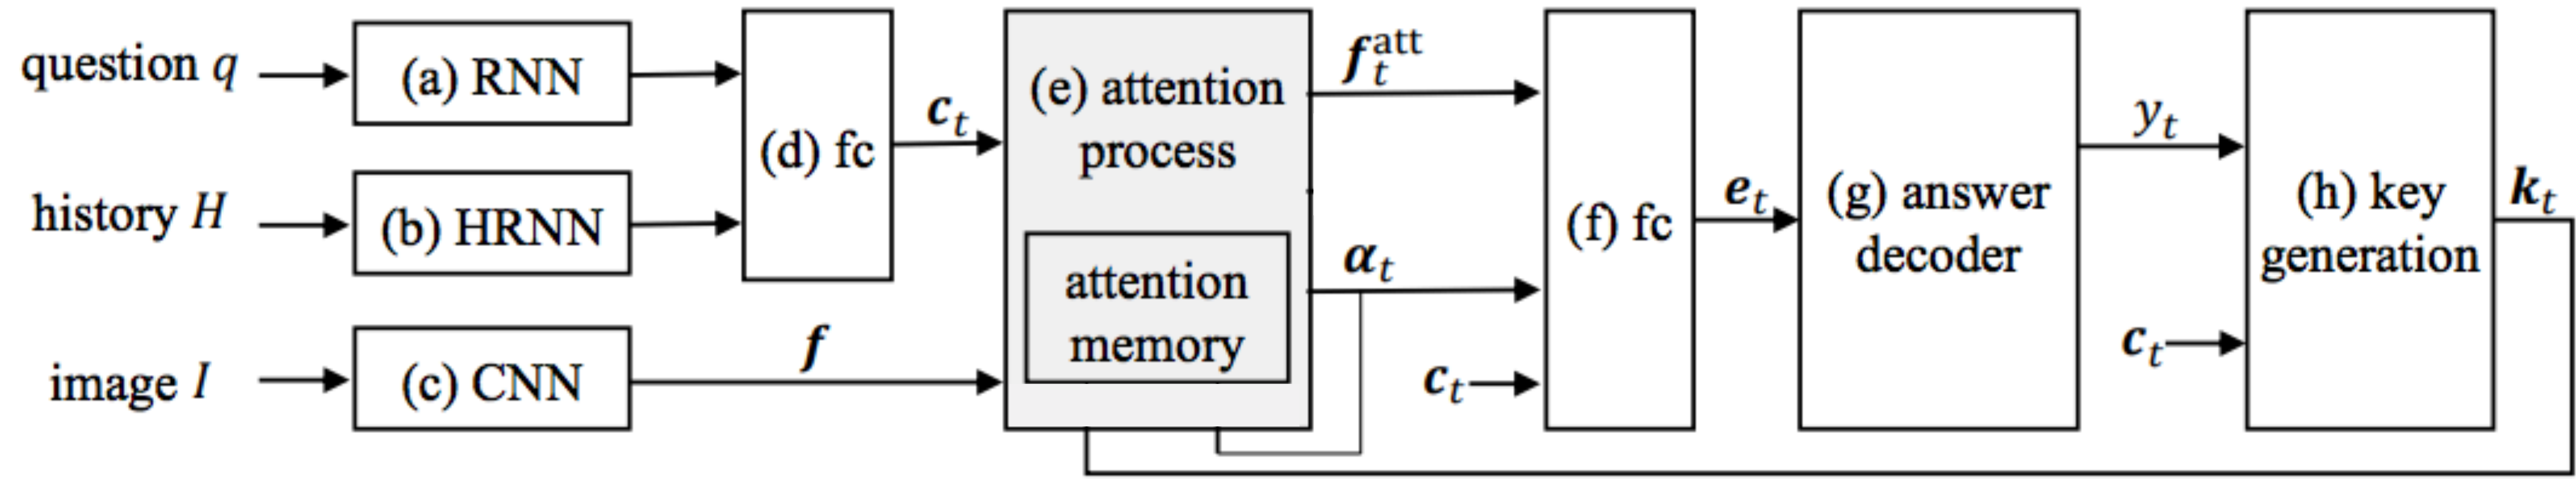 question q
(a) RNN
history H
(b) HRNN
image I
(c) CNN
(d) fc
c_t
f
(e) attention
process
attention
memory
f_t^att
α_t
c_t
(f) fc
e_t
(g) answer
decoder
y_t
c_t
(h) key
generation
k_t